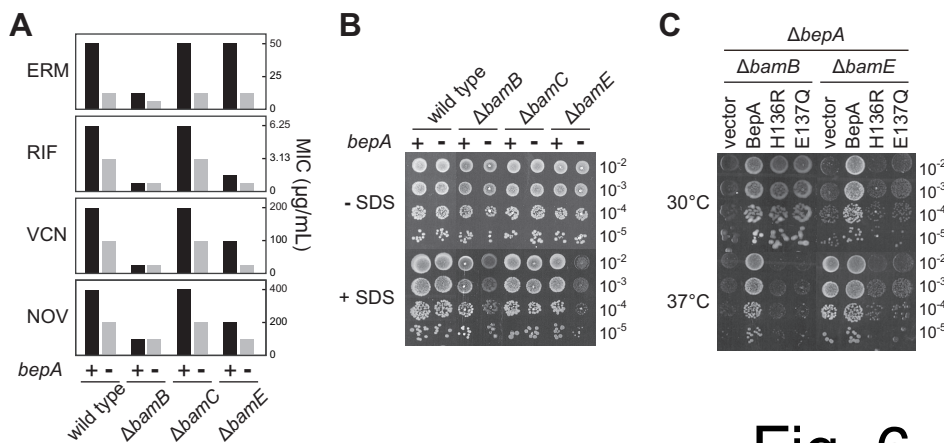 A
ERM
50
25
0
RIF
6.25
3.13
0
VCN
200
100
0
NOV
400
200
0
MIC (µg/mL)
bepA
+ - + - + - + -
wild type ΔbamB ΔbamC ΔbamE
B
wild type ΔbamB ΔbamC ΔbamE
bepA + - + - + - + -
- SDS
10-2
10-3
10-4
10-5
+ SDS
10-2
10-3
10-4
10-5
C
ΔbepA
ΔbamB ΔbamE
vector BepA H136R E137Q vector BepA H136R E137Q
30°C
10-2
10-3
10-4
10-5
37°C
10-2
10-3
10-4
10-5
Fig. 6